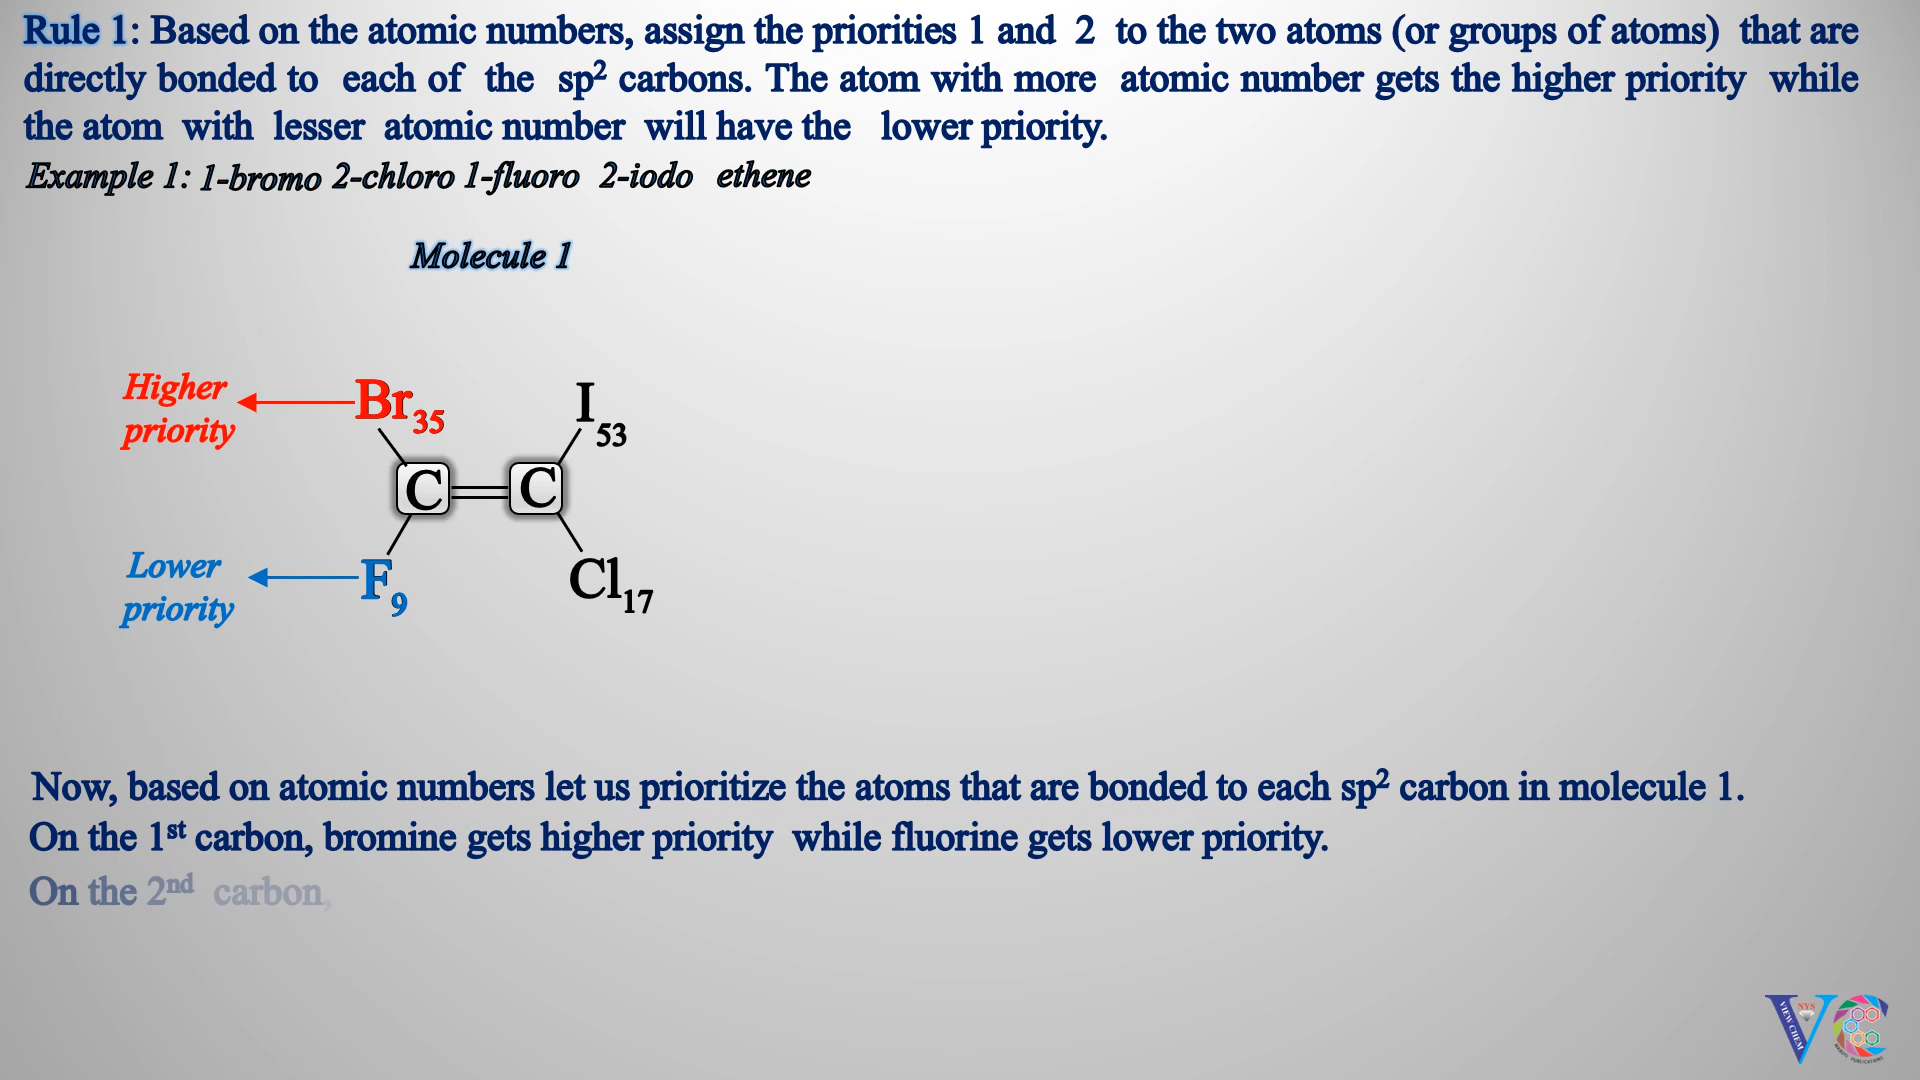 Rule 1: Based on the atomic numbers, assign the priorities 1 and 2 to the two atoms (or groups of atoms) that are
directly bonded to each of the sp² carbons. The atom with more atomic number gets the higher priority while
the atom with lesser atomic number will have the lower priority.
Example 1: 1-bromo 2-chloro 1-fluoro 2-iodo ethene
Molecule 1
Higher
priority
Br₃₅
I₅₃
C
C
Lower
priority
F₉
Cl₁₇
Now, based on atomic numbers let us prioritize the atoms that are bonded to each sp² carbon in molecule 1.
On the 1ˢᵗ carbon, bromine gets higher priority while fluorine gets lower priority.
On the 2ⁿᵈ carbon,
VIEW CHEM
NYS